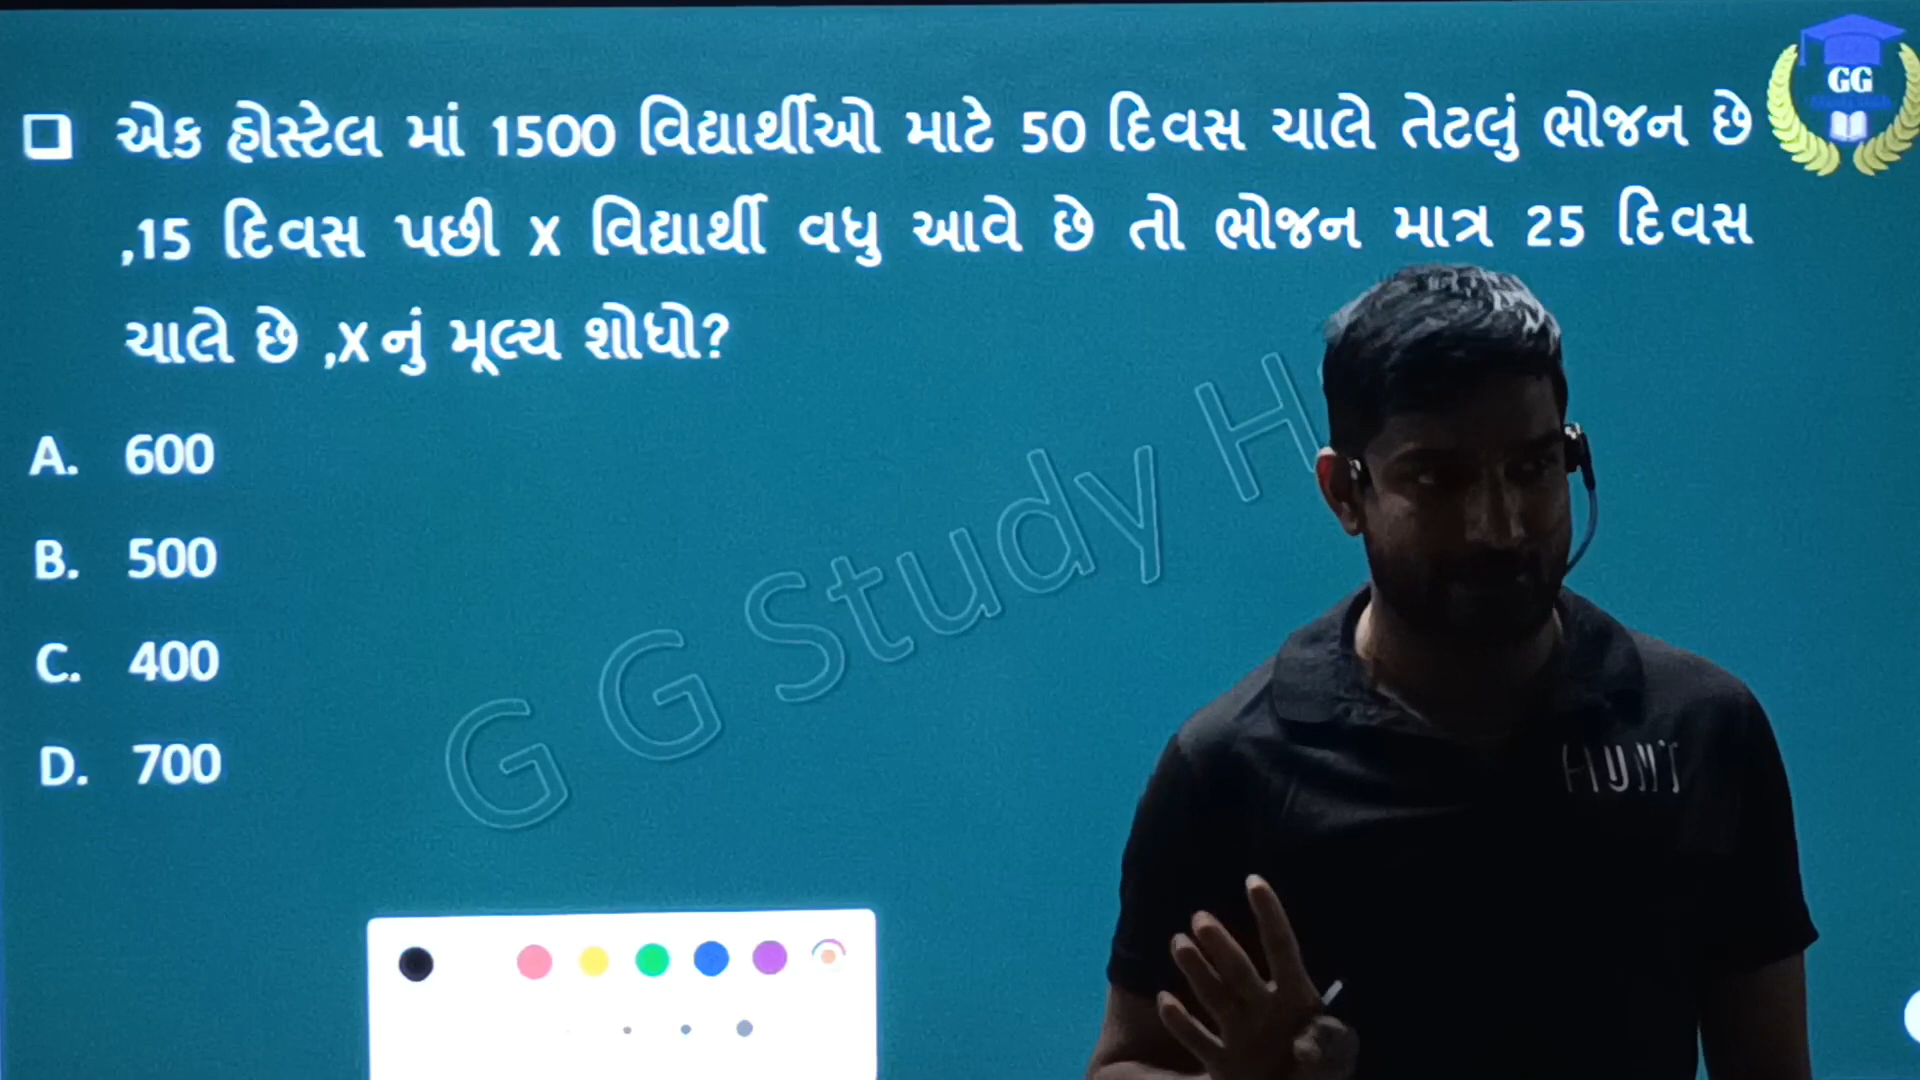 GG
❑ એક હોસ્ટેલ માં 1500 વિદ્યાર્થીઓ માટે 50 દિવસ ચાલે તેટલું ભોજન છે
,15 દિવસ પછી X વિદ્યાર્થી વધુ આવે છે તો ભોજન માત્ર 25 દિવસ
ચાલે છે ,X નું મૂલ્ય શોધો?
A. 600
B. 500
C. 400
D. 700
G G Study H
HUNT